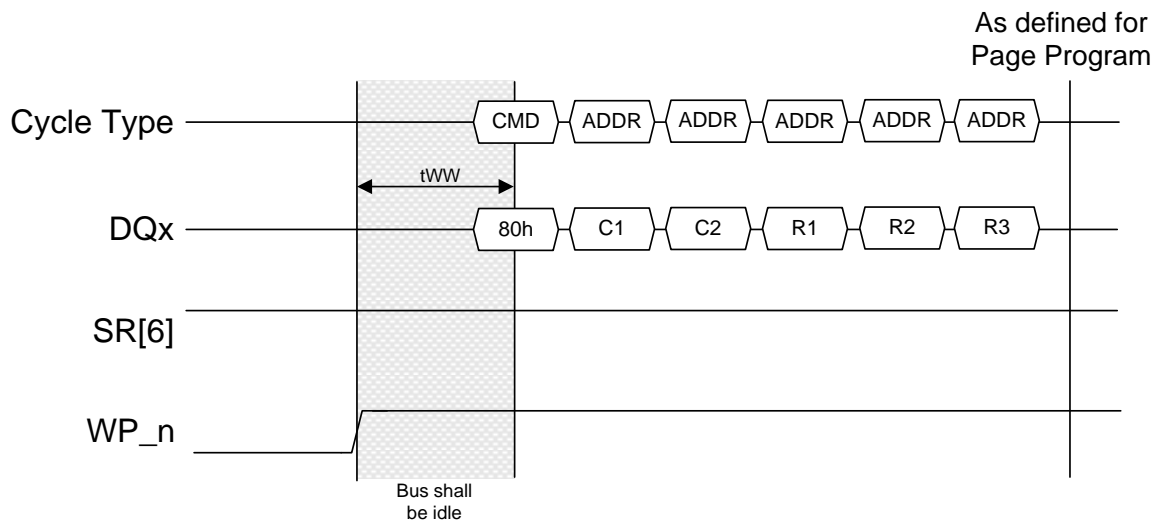 As defined for
Page Program
Cycle Type CMD ADDR ADDR ADDR ADDR ADDR
tWW
DQx 80h C1 C2 R1 R2 R3
SR[6]
WP_n
Bus shall
be idle